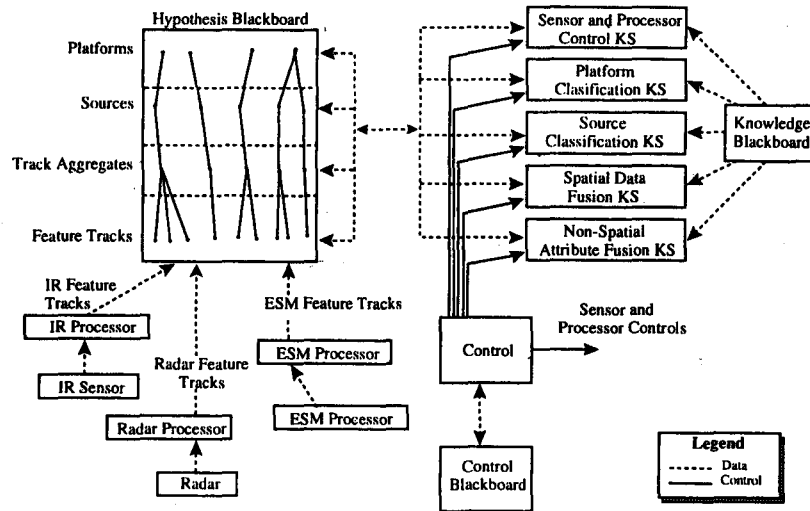 Hypothesis Blackboard
Platforms
Sources
Track Aggregates
Feature Tracks
IR Feature
Tracks
IR Processor
IR Sensor
Radar Feature
Tracks
Radar Processor
Radar
ESM Feature Tracks
ESM Processor
ESM Processor
Sensor and Processor
Control KS
Platform
Clasification KS
Source
Classification KS
Spatial Data
Fusion KS
Non-Spatial
Attribute Fusion KS
Knowledge
Blackboard
Control
Sensor and
Processor Controls
Control
Blackboard
Legend
Data
Control